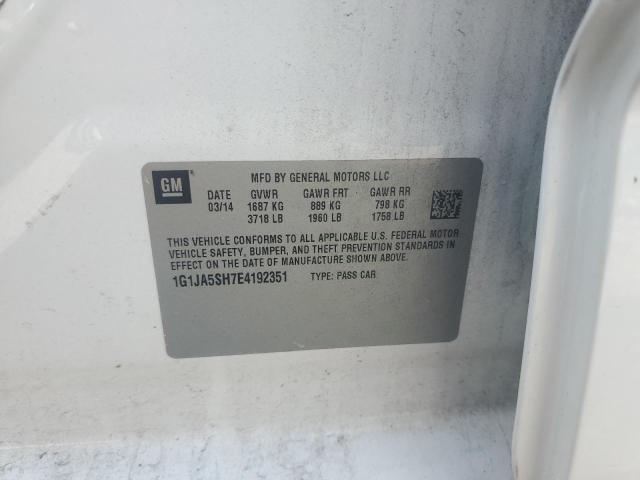 GM
MFD BY GENERAL MOTORS LLC
DATE GVWR GAWR FRT GAWR RR
03/14 1687 KG 889 KG 798 KG
3718 LB 1960 LB 1758 LB
THIS VEHICLE CONFORMS TO ALL APPLICABLE U.S. FEDERAL MOTOR
VEHICLE SAFETY, BUMPER, AND THEFT PREVENTION STANDARDS IN
EFFECT ON THE DATE OF MANUFACTURE SHOWN ABOVE.
1G1JA5SH7E4192351 TYPE: PASS CAR